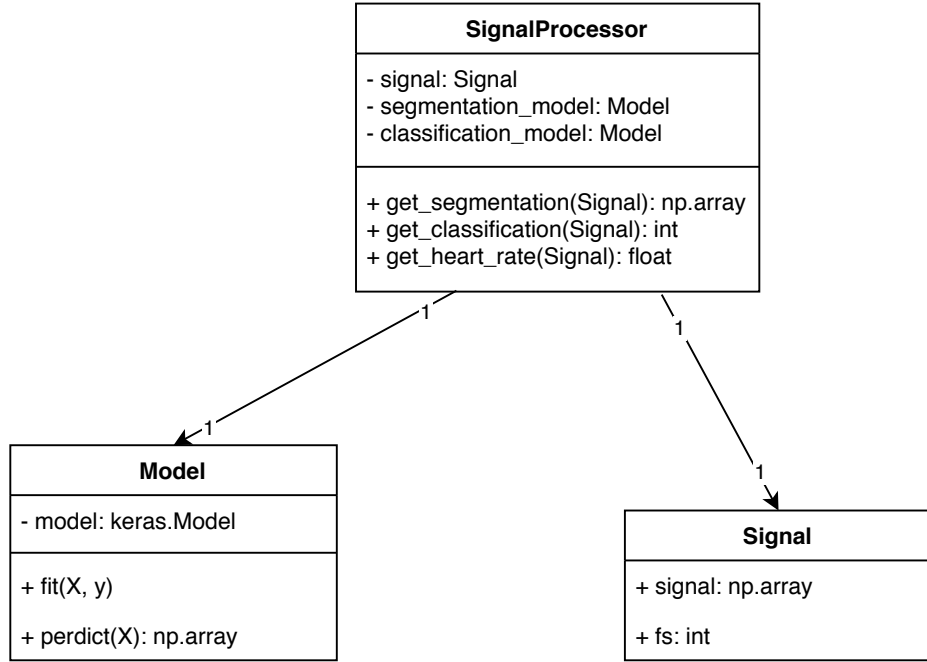 SignalProcessor
- signal: Signal
- segmentation_model: Model
- classification_model: Model
+ get_segmentation(Signal): np.array
+ get_classification(Signal): int
+ get_heart_rate(Signal): float
1
1
1
1
Model
- model: keras.Model
+ fit(X, y)
+ perdict(X): np.array
Signal
+ signal: np.array
+ fs: int